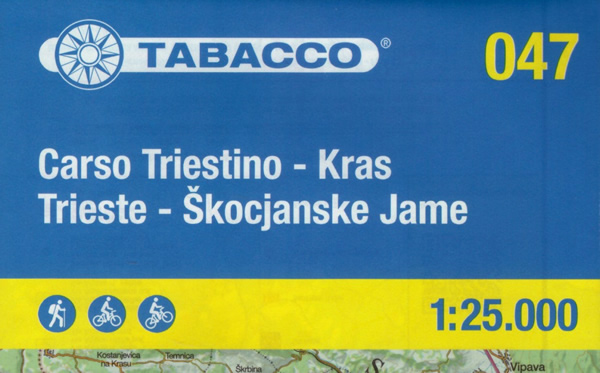 TABACCO®
047
Carso Triestino - Kras
Trieste - Škocjanske Jame
1:25.000
Kostanjevica
na Krasu
Temnica
Škrbina
Vipava